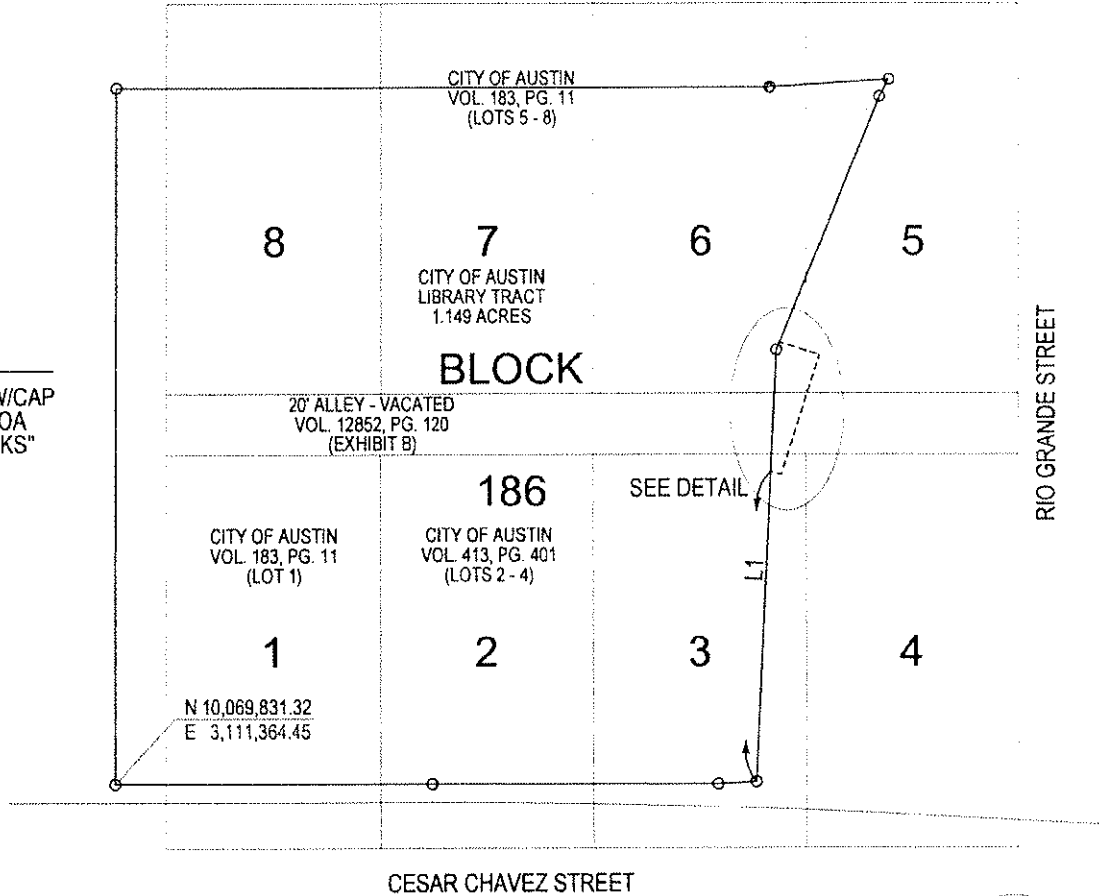 CITY OF AUSTIN
VOL. 183, PG. 11
(LOTS 5 - 8)
8
7
6
5
CITY OF AUSTIN
LIBRARY TRACT
1.149 ACRES
BLOCK
RIO GRANDE STREET
W/CAP
OA
KS"
20' ALLEY - VACATED
VOL. 12852, PG. 120
(EXHIBIT B)
186
SEE DETAIL
CITY OF AUSTIN
VOL. 183, PG. 11
(LOT 1)
CITY OF AUSTIN
VOL. 413, PG. 401
(LOTS 2 - 4)
L1
1
2
3
4
N 10,069,831.32
E 3,111,364.45
CESAR CHAVEZ STREET